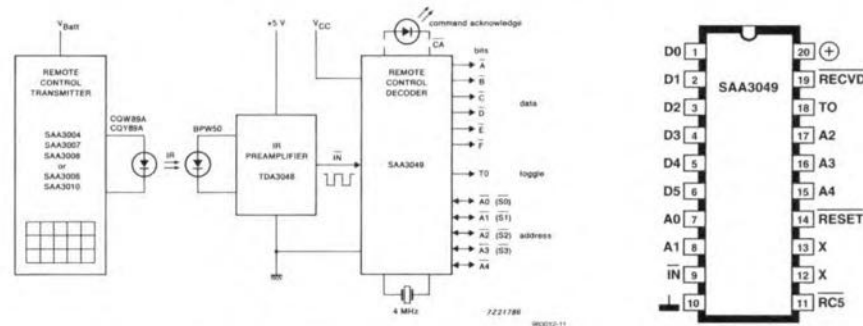 VBatt
REMOTE
CONTROL
TRANSMITTER
SAA3004
SAA3007
SAA3008
or
SAA3006
SAA3010
CQW89A
CQY89A
IR
BPW50
+5 V
IR
PREAMPLIFIER
TDA3048
IN
VCC
command acknowledge
CA
REMOTE
CONTROL
DECODER
SAA3049
bits
A
B
C
D
E
F
data
T0 toggle
A0 (S0)
A1 (S1)
A2 (S2) address
A3 (S3)
A4
4 MHz
7Z21786
980032-11
SAA3049
D0 1
D1 2
D2 3
D3 4
D4 5
D5 6
A0 7
A1 8
IN 9
10
20 +
19 RECVD
18 TO
17 A2
16 A3
15 A4
14 RESET
13 X
12 X
11 RC5